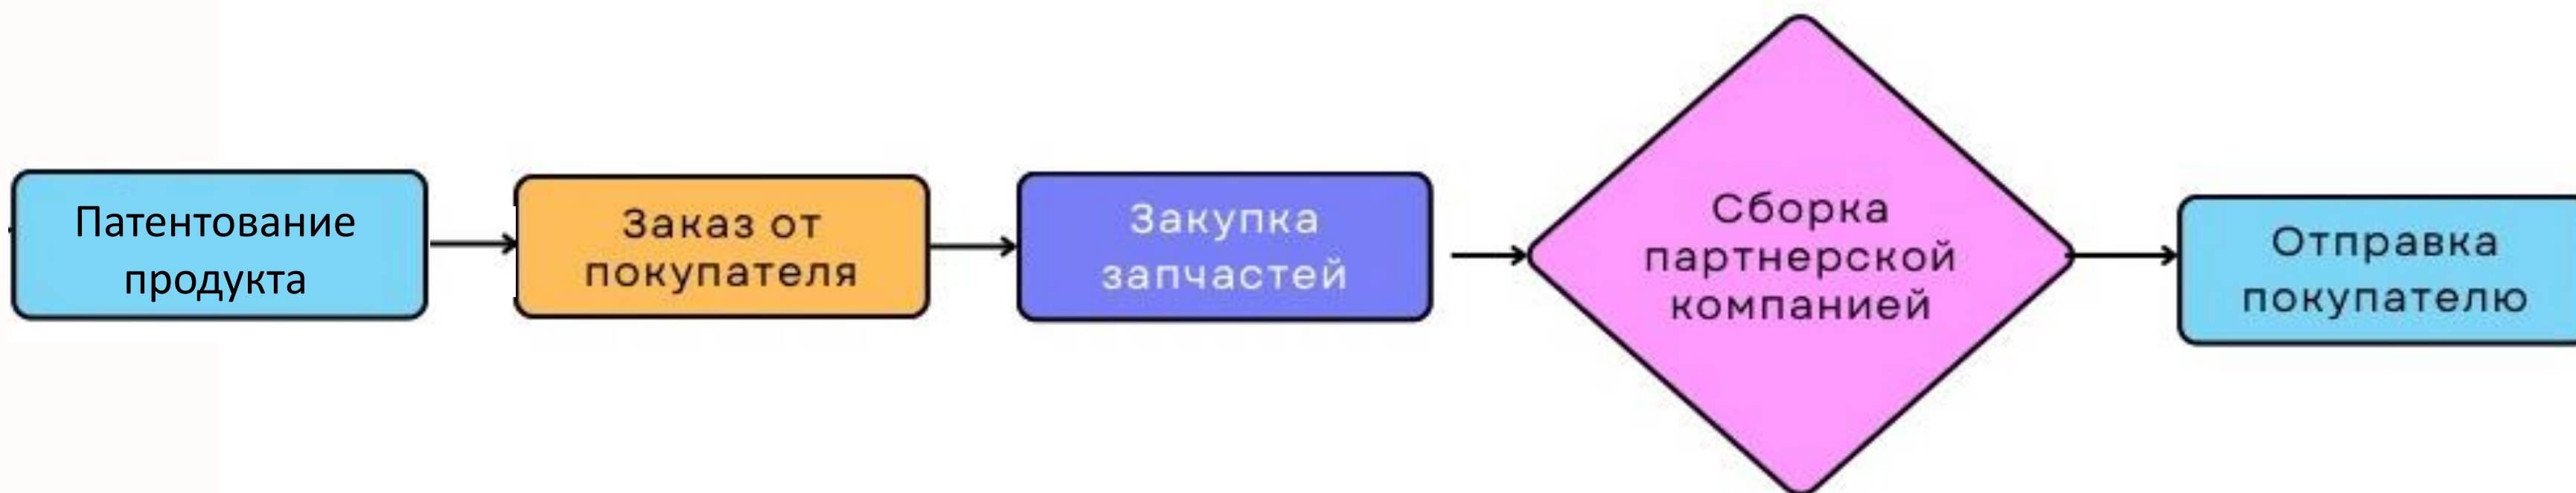 Патентование
продукта
Заказ от
покупателя
Закупка
запчастей
Сборка
партнерской
компанией
Отправка
покупателю